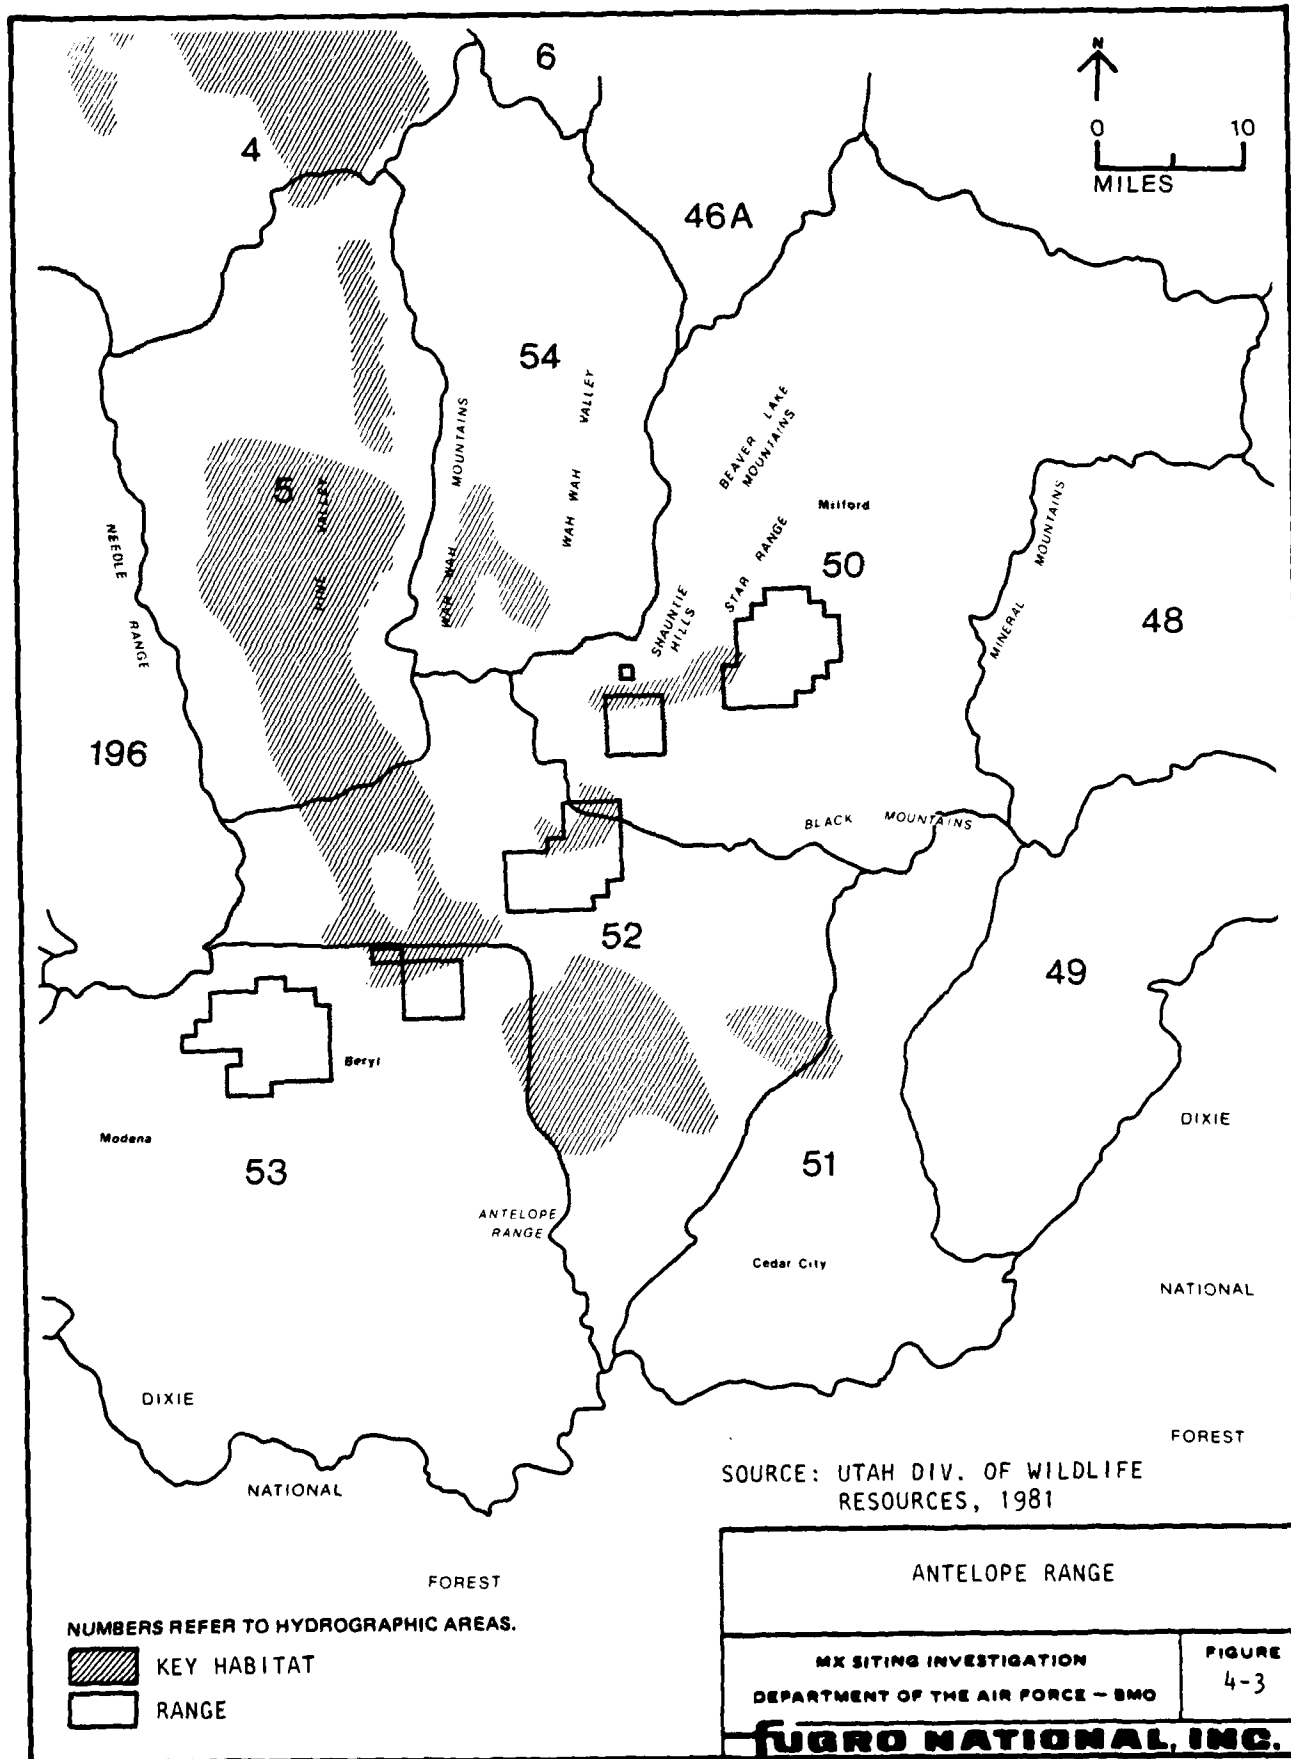 6
N
0 10
MILES
4
46A
54
WAH WAH MOUNTAINS
WAH WAH VALLEY
BEAVER LAKE
MOUNTAINS
5
PINE VALLEY
NEEDLE RANGE
Milford
STAR RANGE
50
SHAUNTIE
HILLS
MINERAL MOUNTAINS
48
196
BLACK MOUNTAINS
52
49
Beryl
Modena
53
51
DIXIE
ANTELOPE
RANGE
Cedar City
NATIONAL
DIXIE
FOREST
NATIONAL
SOURCE: UTAH DIV. OF WILDLIFE
RESOURCES, 1981
FOREST
ANTELOPE RANGE
NUMBERS REFER TO HYDROGRAPHIC AREAS.
KEY HABITAT
RANGE
MX SITING INVESTIGATION
DEPARTMENT OF THE AIR FORCE — BMO
FIGURE
4-3
FUGRO NATIONAL, INC.